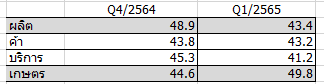 Q4/2564 Q1/2565
ผลิต 48.9 43.4
ค้า 43.8 43.2
บริการ 45.3 41.2
เกษตร 44.6 49.8